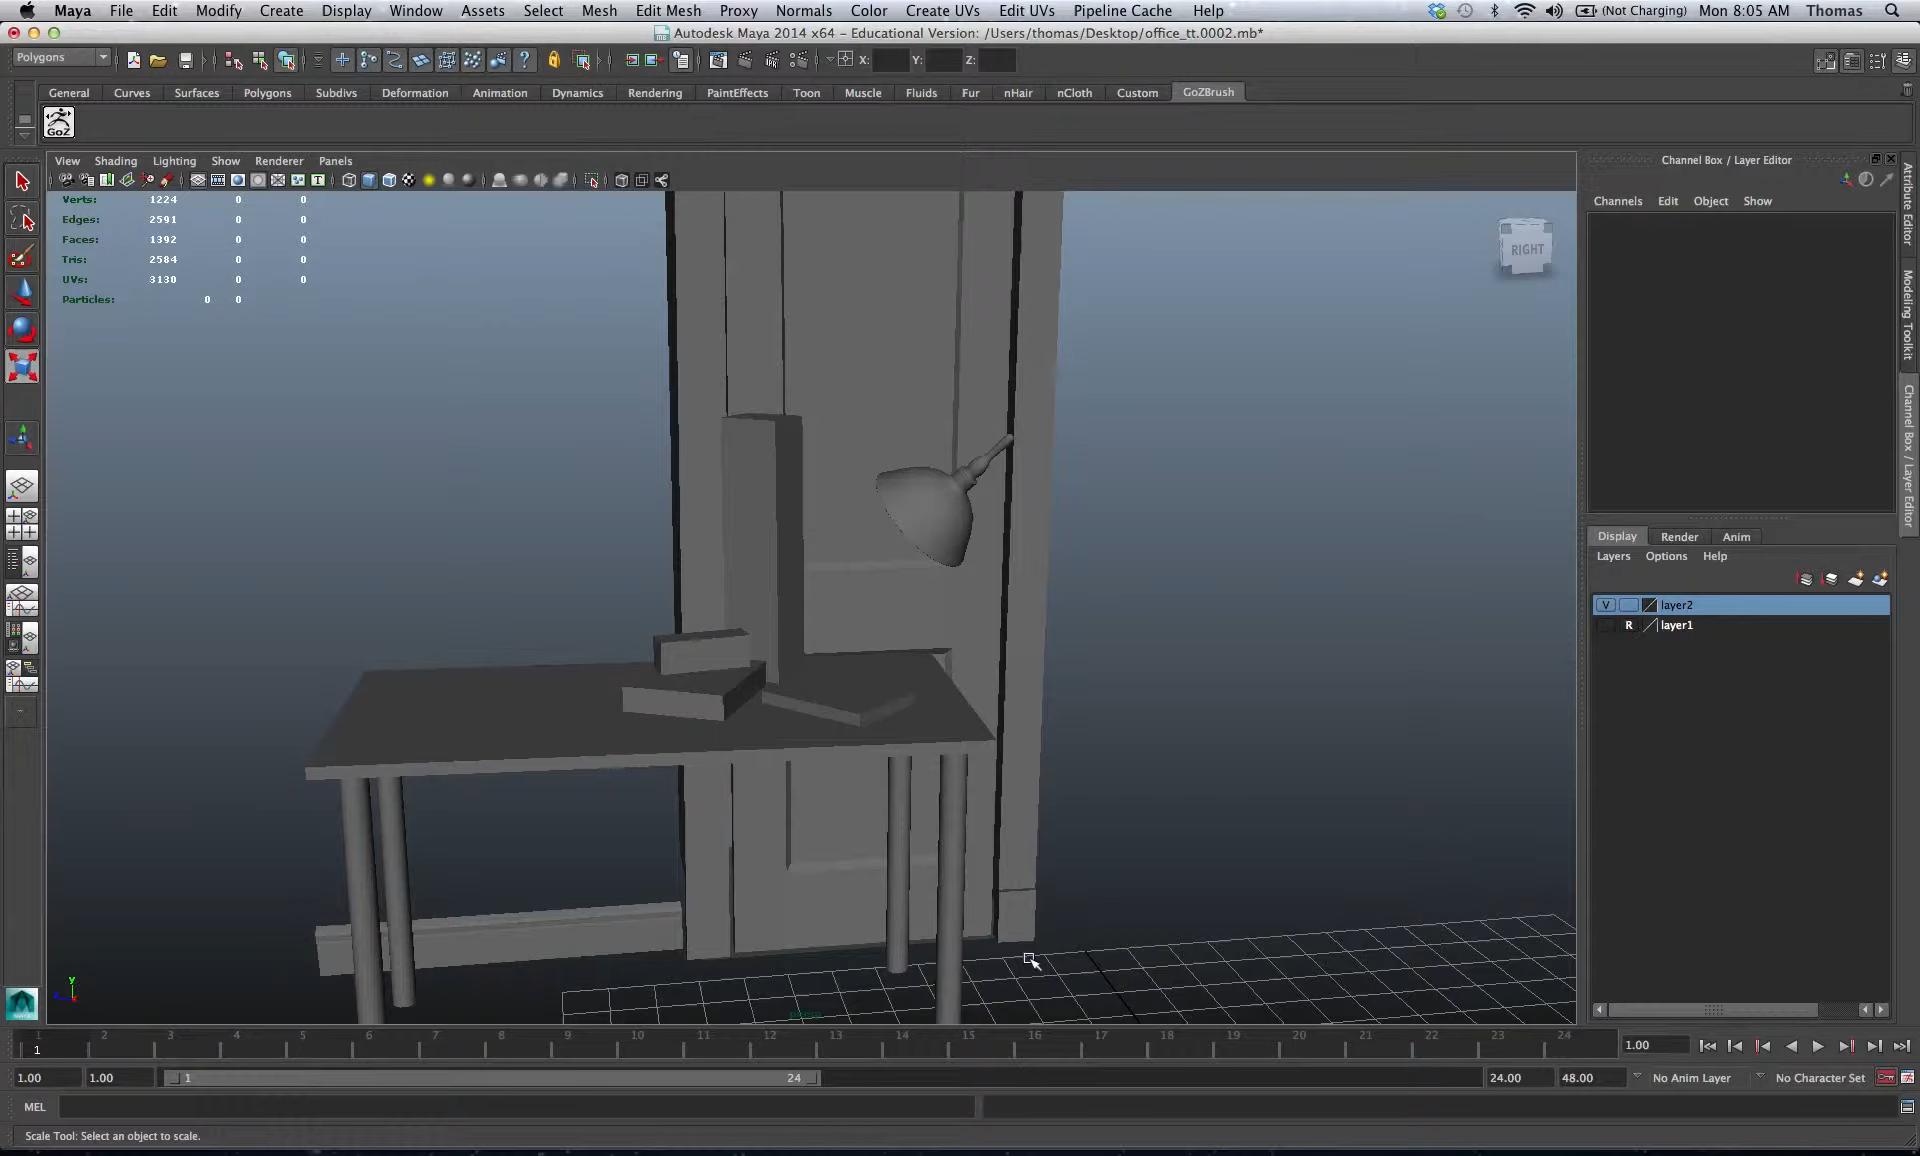 Maya File Edit Modify Create Display Window Assets Select Mesh Edit Mesh Proxy Normals Color Create UVs Edit UVs Pipeline Cache Help (Not Charging) Mon 8:05 AM Thomas
Autodesk Maya 2014 x64 - Educational Version: /Users/thomas/Desktop/office_tt.0002.mb*
Polygons X: Y: Z:
General Curves Surfaces Polygons Subdivs Deformation Animation Dynamics Rendering PaintEffects Toon Muscle Fluids Fur nHair nCloth Custom GoZBrush
GoZ
View Shading Lighting Show Renderer Panels
Channel Box / Layer Editor
Channels Edit Object Show
Verts: 1224 0 0
Edges: 2591 0 0
Faces: 1392 0 0
Tris: 2584 0 0
UVs: 3130 0 0
Particles: 0 0
RIGHT
Attribute Editor
Modeling Toolkit
Channel Box / Layer Editor
Display Render Anim
Layers Options Help
V layer2
R layer1
y
persp
1 2 3 4 5 6 7 8 9 10 11 12 13 14 15 16 17 18 19 20 21 22 23 24
1 1.00
1.00 1.00 1 24 24.00 48.00 No Anim Layer No Character Set
MEL
Scale Tool: Select an object to scale.